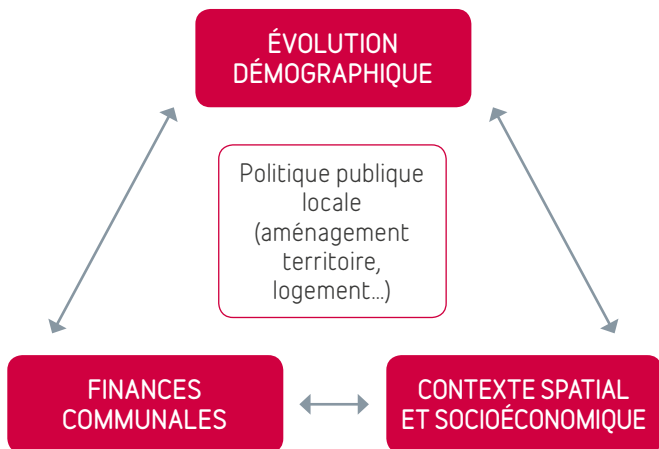 ÉVOLUTION
DÉMOGRAPHIQUE
Politique publique
locale
(aménagement
territoire,
logement...)
FINANCES
COMMUNALES
CONTEXTE SPATIAL
ET SOCIOÉCONOMIQUE